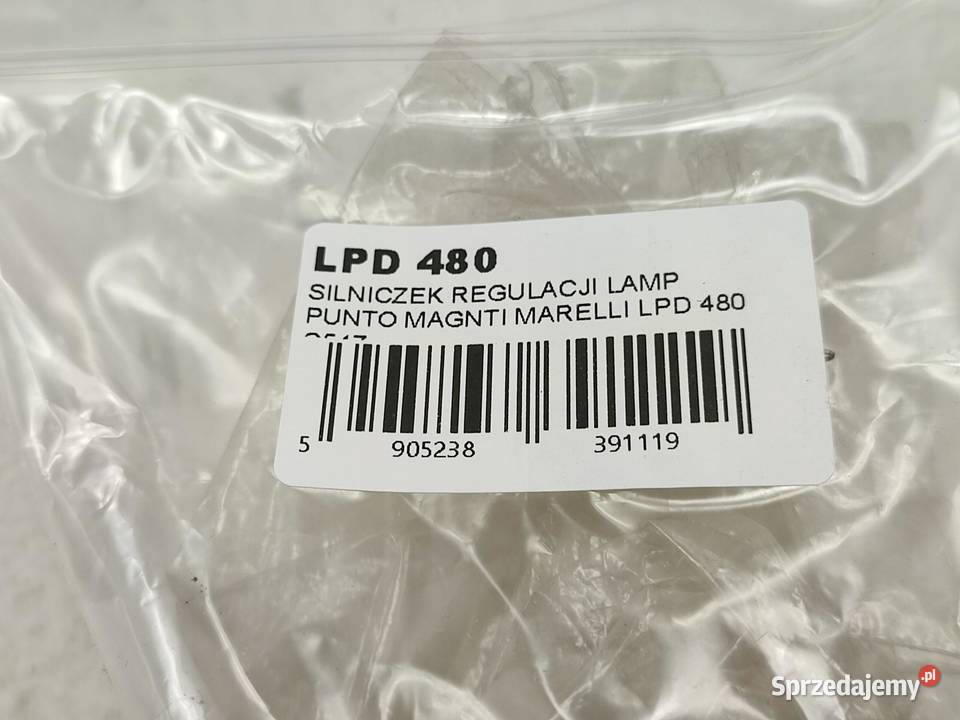 LPD 480
SILNICZEK REGULACJI LAMP
PUNTO MAGNTI MARELLI LPD 480
5 905238 391119
Sprzedajemy.pl